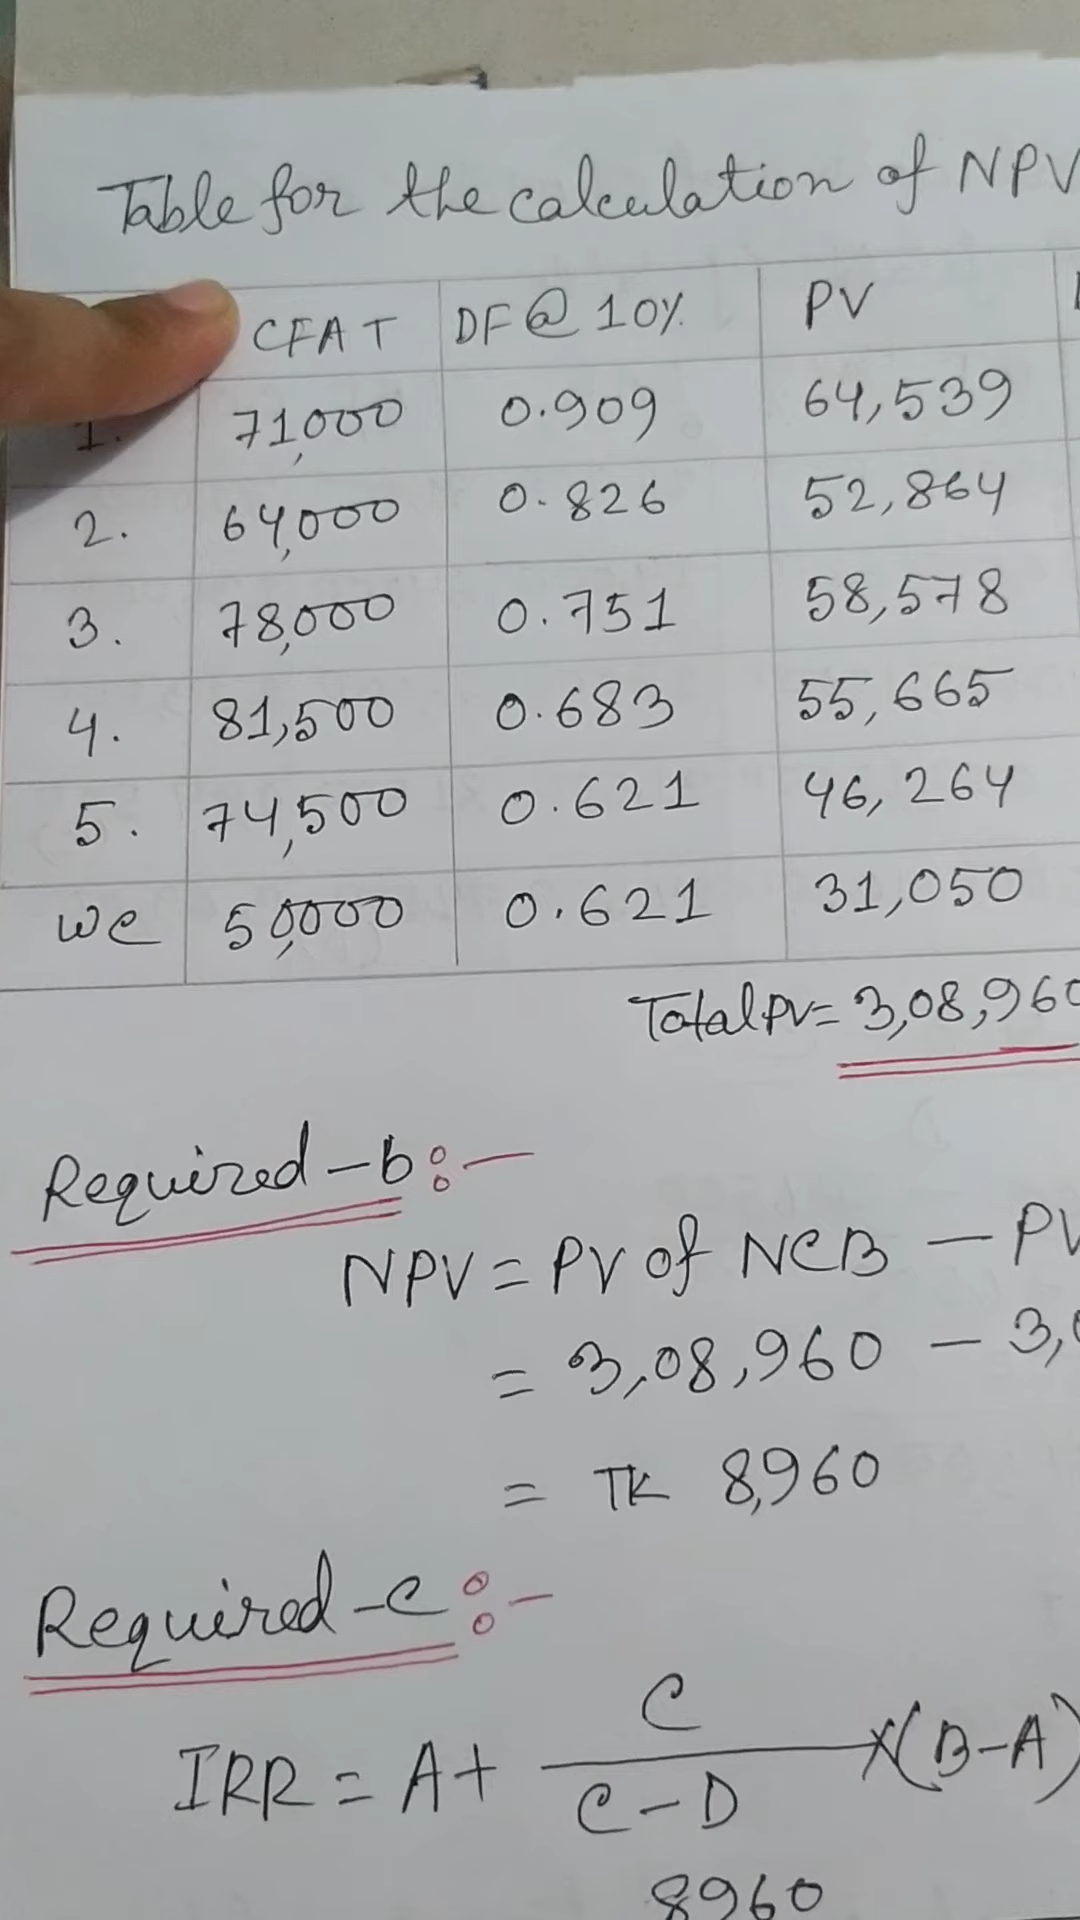 Table for the calculation of NPV
CFAT DF@10% PV
1. 71,000 0.909 64,539
2. 64,000 0.826 52,864
3. 78,000 0.751 58,578
4. 81,500 0.683 55,665
5. 74,500 0.621 46,264
WC 50,000 0.621 31,050
Total PV= 3,08,960
Required-b:-
NPV = PV of NCB - PV
= 3,08,960 - 3,
= TK 8,960
Required-C:-
IRR = A+ C / C-D ×(B-A)
8960